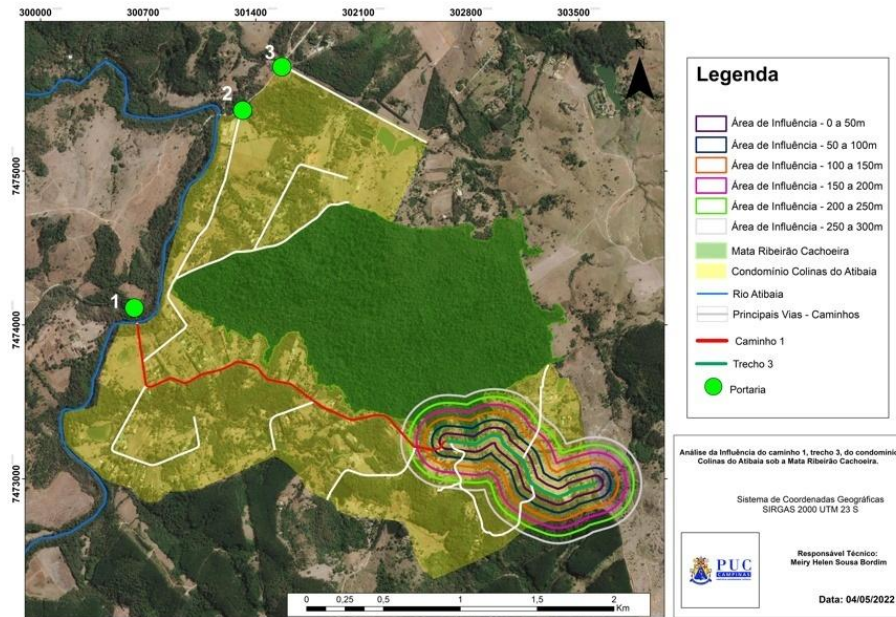 300000 300700 301400 302100 302800 303500
7475000
7474000
7473000
3
2
1
N
0 0,25 0,5 1 1,5 2
Km
Legenda
Área de Influência - 0 a 50m
Área de Influência - 50 a 100m
Área de Influência - 100 a 150m
Área de Influência - 150 a 200m
Área de Influência - 200 a 250m
Área de Influência - 250 a 300m
Mata Ribeirão Cachoeira
Condomínio Colinas do Atibaia
Rio Atibaia
Principais Vias - Caminhos
Caminho 1
Trecho 3
Portaria
Análise da Influência do caminho 1, trecho 3, do condomínio
Colinas do Atibaia sob a Mata Ribeirão Cachoeira.
Sistema de Coordenadas Geográficas
SIRGAS 2000 UTM 23 S
PUC
CAMPINAS
Responsável Técnico:
Meiry Helen Sousa Bordim
Data: 04/05/2022